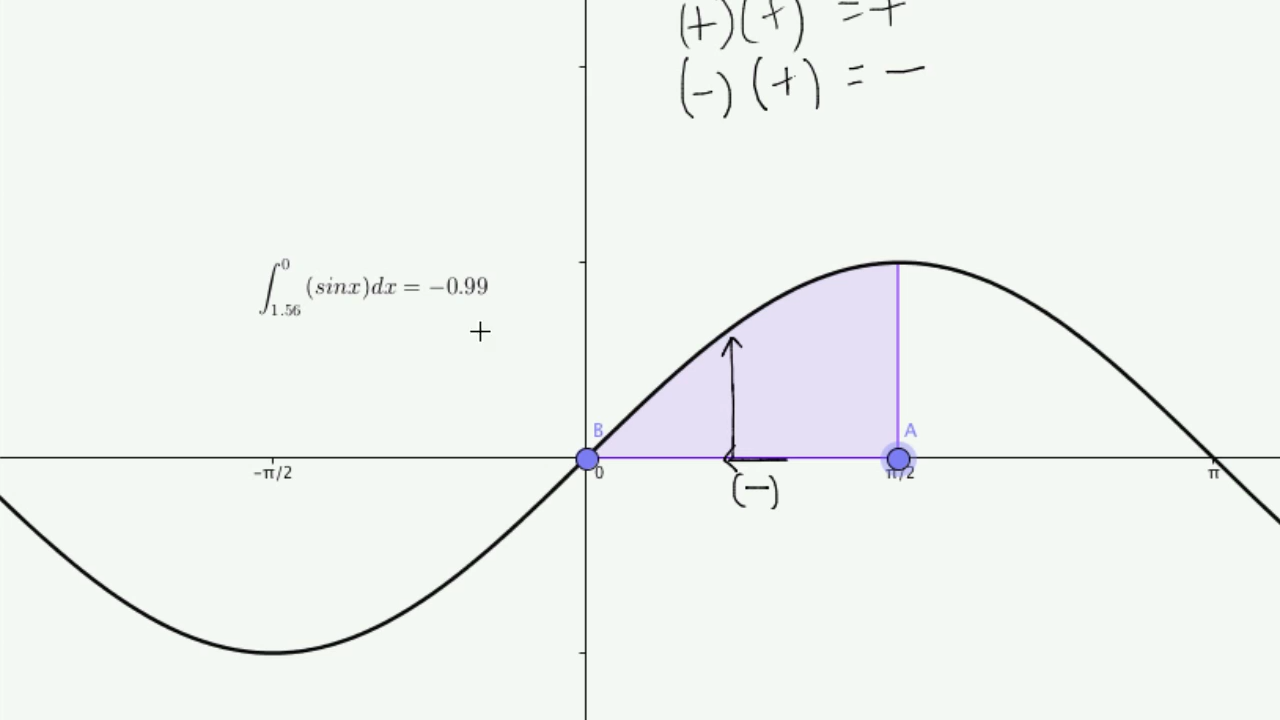 (+)(+) = +
(-) (+) = -
∫_{1.56}^{0} (sinx)dx = -0.99
B
A
-π/2
0
π/2
π
(-)